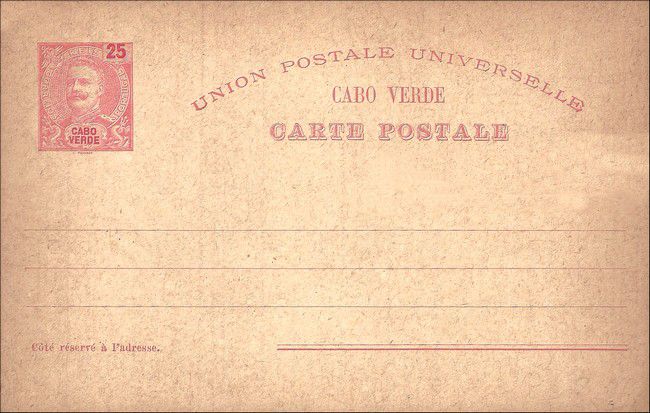 25
CABO
VERDE
UNION POSTALE UNIVERSELLE
CABO VERDE
CARTE POSTALE
Côté réservé à l'adresse.